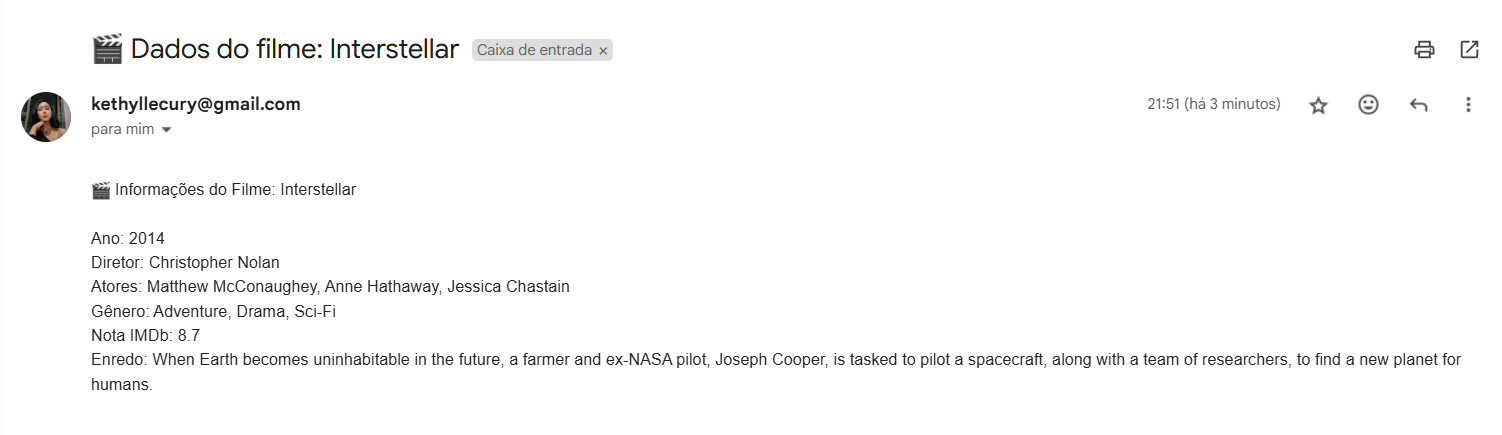 🎬 Dados do filme: Interstellar Caixa de entrada ×
kethyllecury@gmail.com 21:51 (há 3 minutos)
para mim
🎬 Informações do Filme: Interstellar
Ano: 2014
Diretor: Christopher Nolan
Atores: Matthew McConaughey, Anne Hathaway, Jessica Chastain
Gênero: Adventure, Drama, Sci-Fi
Nota IMDb: 8.7
Enredo: When Earth becomes uninhabitable in the future, a farmer and ex-NASA pilot, Joseph Cooper, is tasked to pilot a spacecraft, along with a team of researchers, to find a new planet for
humans.